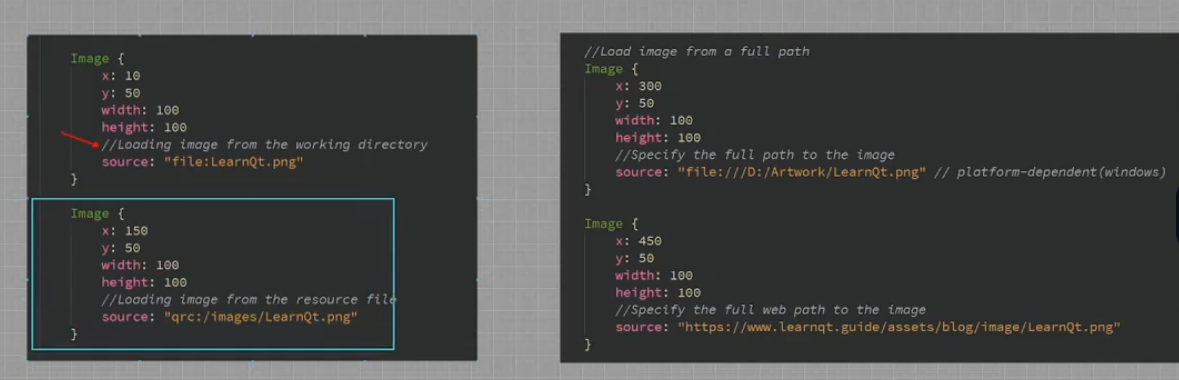 Image {
x: 10
y: 50
width: 100
height: 100
//Loading image from the working directory
source: "file:LearnQt.png"
}
Image {
x: 150
y: 50
width: 100
height: 100
//Loading image from the resource file
source: "qrc:/images/LearnQt.png"
}
//Load image from a full path
Image {
x: 300
y: 50
width: 100
height: 100
//Specify the full path to the image
source: "file:///D:/Artwork/LearnQt.png" // platform-dependent(windows)
}
Image {
x: 450
y: 50
width: 100
height: 100
//Specify the full web path to the image
source: "https://www.learnqt.guide/assets/blog/image/LearnQt.png"
}